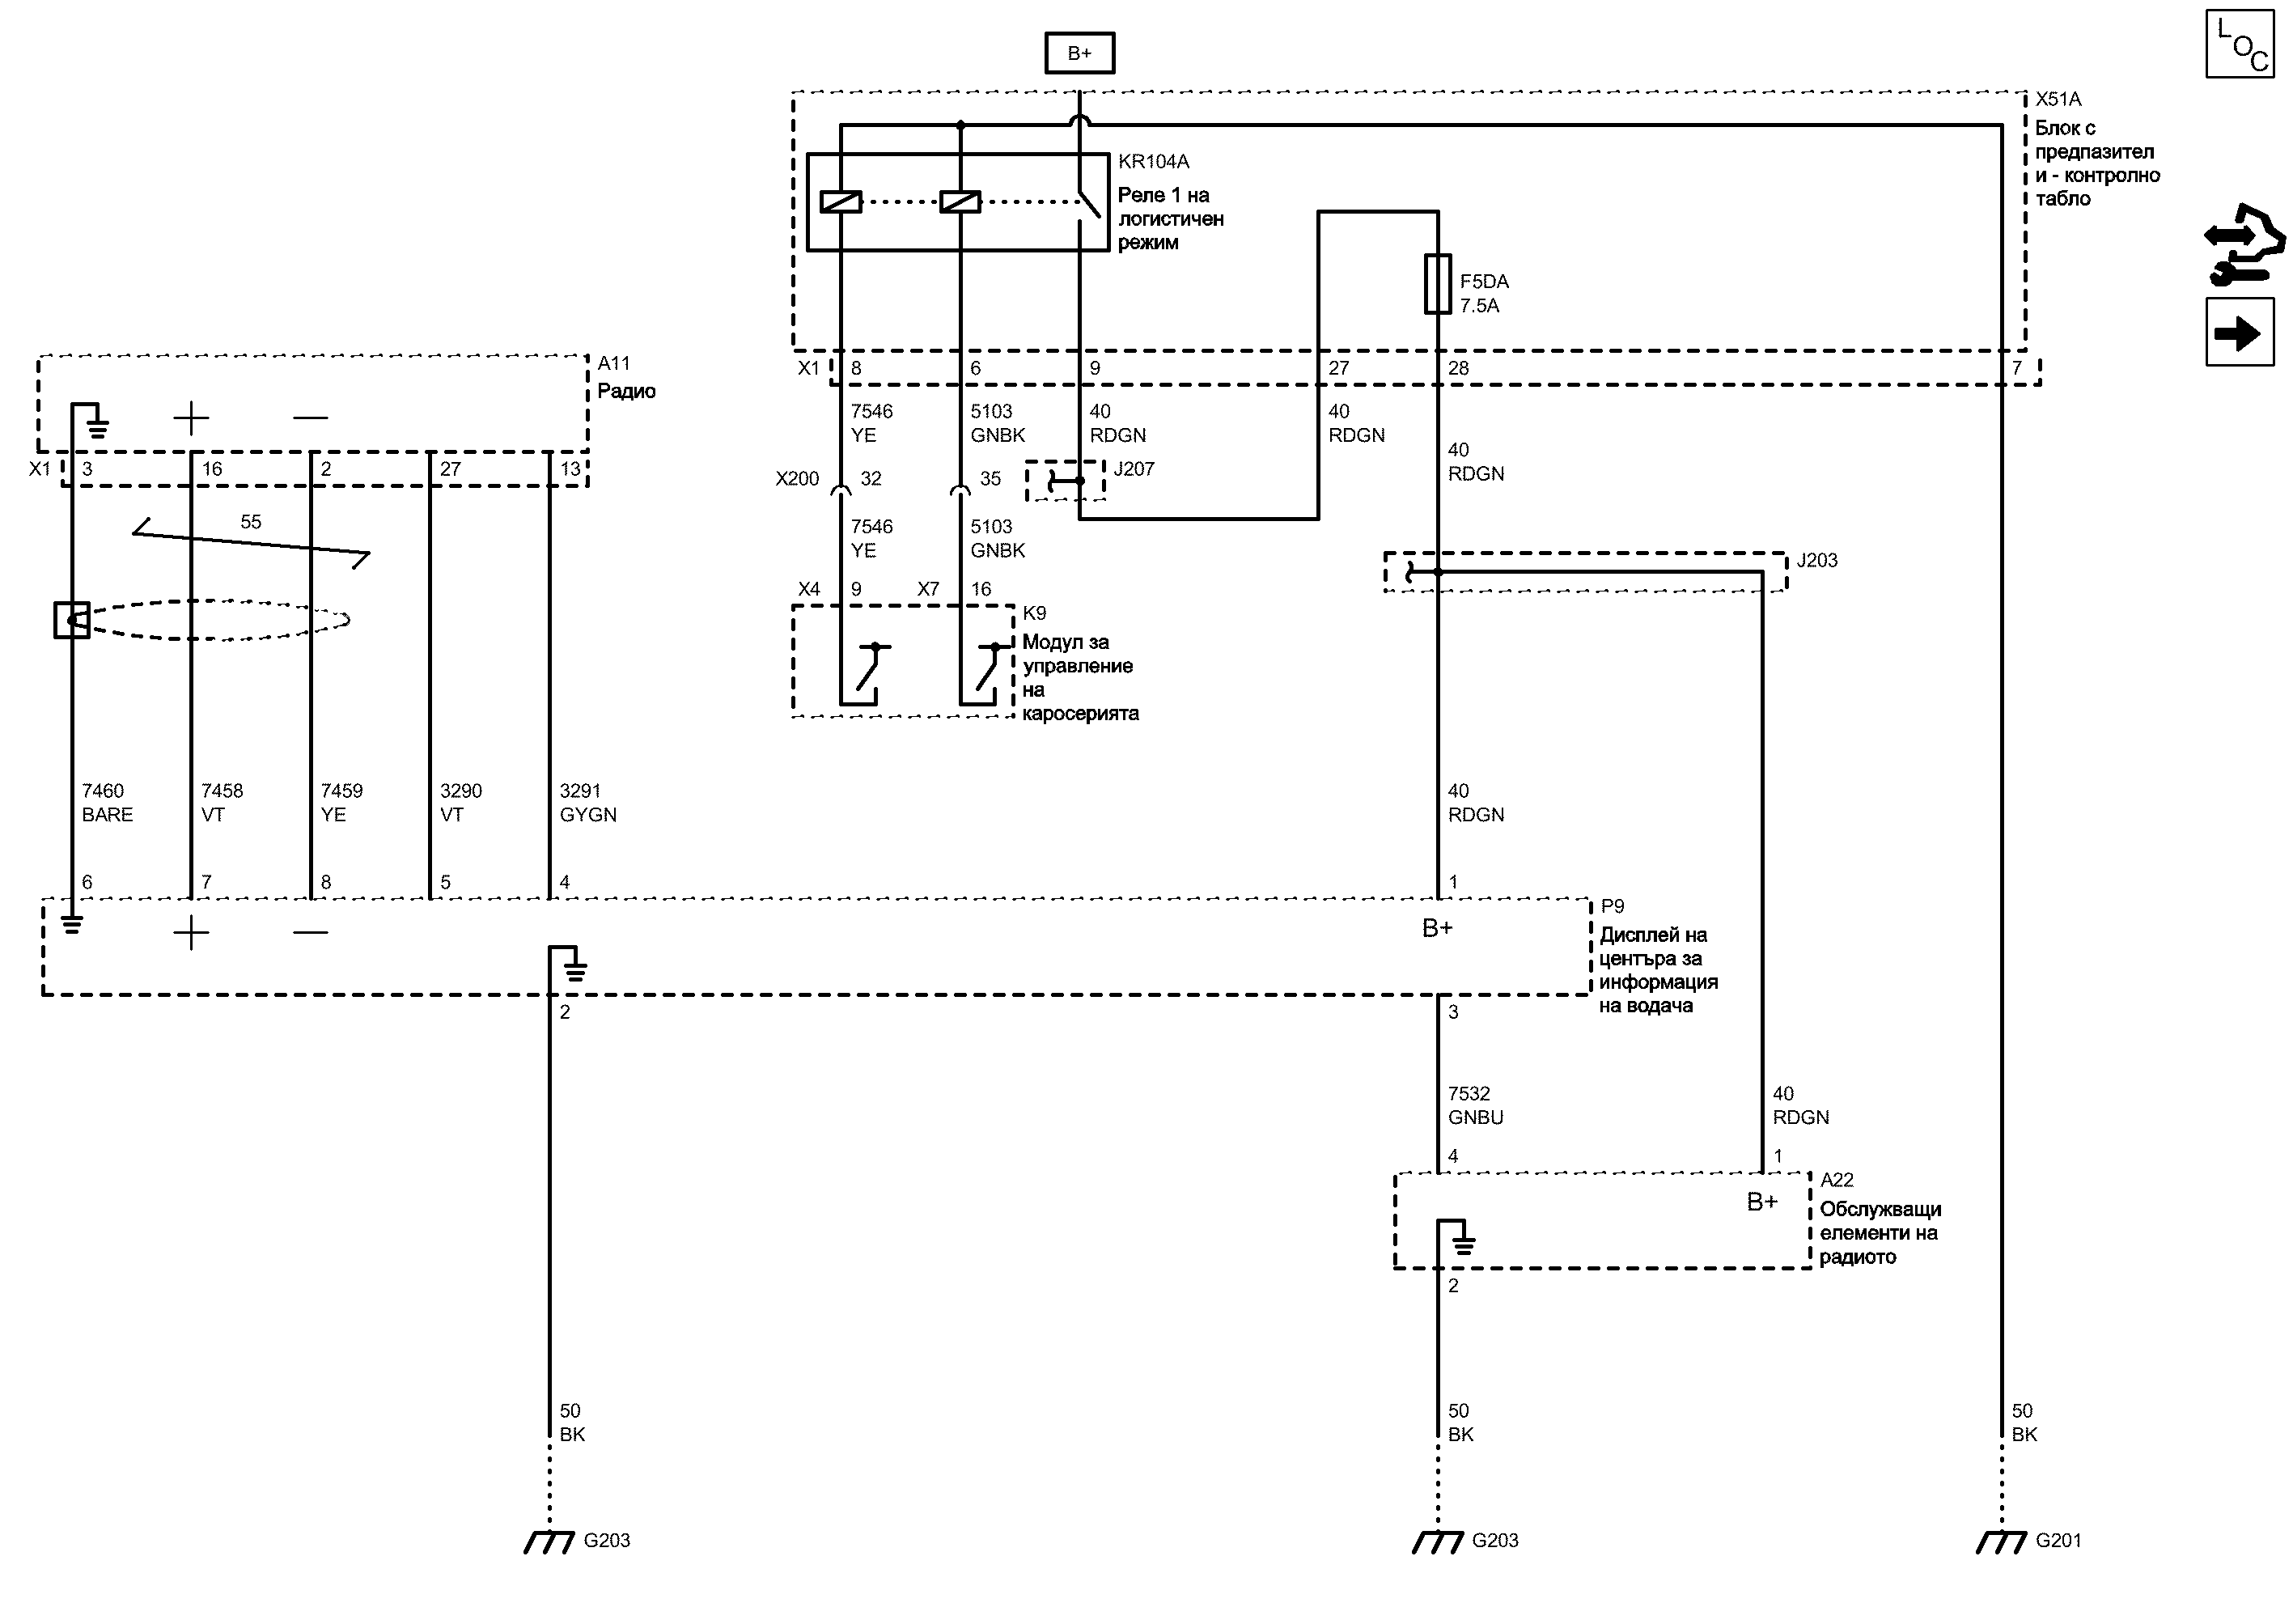 L
O
C
B+
X51A
Блок с
предпазител
и - контролно
табло
KR104A
Реле 1 на
логистичен
режим
F5DA
7.5A
X1 8 6 9 27 28 7
7546 5103 40 40
YE GNBK RDGN RDGN
40
RDGN
J207
X200 32 35
7546 5103
YE GNBK
J203
X4 9 X7 16
K9
Модул за
управление
на
каросерията
A11
Радио
X1 3 16 2 27 13
55
7460 7458 7459 3290 3291 40
BARE VT YE VT GYGN RDGN
6 7 8 5 4 1
B+
P9
Дисплей на
центъра за
информация
на водача
2 3
7532 40
GNBU RDGN
4 1
B+
A22
Обслужващи
елементи на
радиото
2
50 50 50
BK BK BK
G203 G203 G201